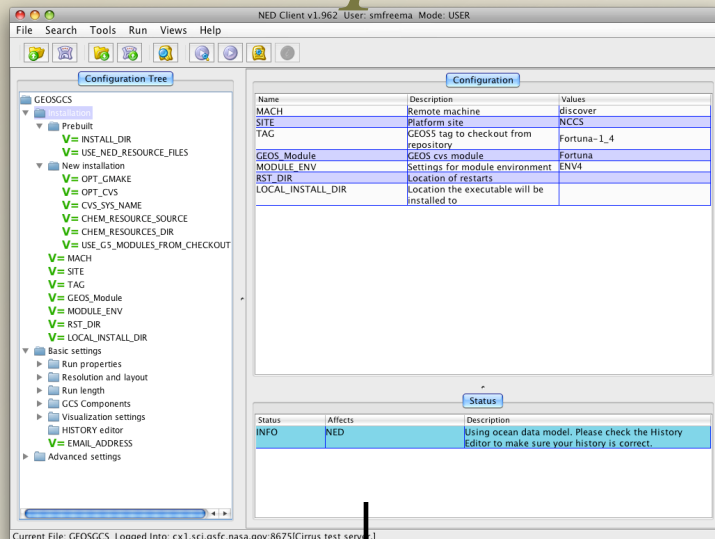 NED Client v1.962 User: smfreema Mode: USER
File Search Tools Run Views Help
Configuration Tree
GEOSGCS
Installation
Prebuilt
V= INSTALL_DIR
V= USE_NED_RESOURCE_FILES
New installation
V= OPT_GMAKE
V= OPT_CVS
V= CVS_SYS_NAME
V= CHEM_RESOURCE_SOURCE
V= CHEM_RESOURCES_DIR
V= USE_G5_MODULES_FROM_CHECKOUT
V= MACH
V= SITE
V= TAG
V= GEOS_Module
V= MODULE_ENV
V= RST_DIR
V= LOCAL_INSTALL_DIR
Basic settings
Run properties
Resolution and layout
Run length
GCS Components
Visualization settings
HISTORY editor
V= EMAIL_ADDRESS
Advanced settings
Configuration
Name Description Values
MACH Remote machine discover
SITE Platform site NCCS
TAG GEOS5 tag to checkout from Fortuna-1_4
repository
GEOS_Module GEOS cvs module Fortuna
MODULE_ENV Settings for module environment ENV4
RST_DIR Location of restarts
LOCAL_INSTALL_DIR Location the executable will be
installed to
Status
Status Affects Description
INFO NED Using ocean data model. Please check the History
Editor to make sure your history is correct.
Current File: GEOSGCS Logged Into: cx1.sci.gsfc.nasa.gov:8675[Cirrus test server.]